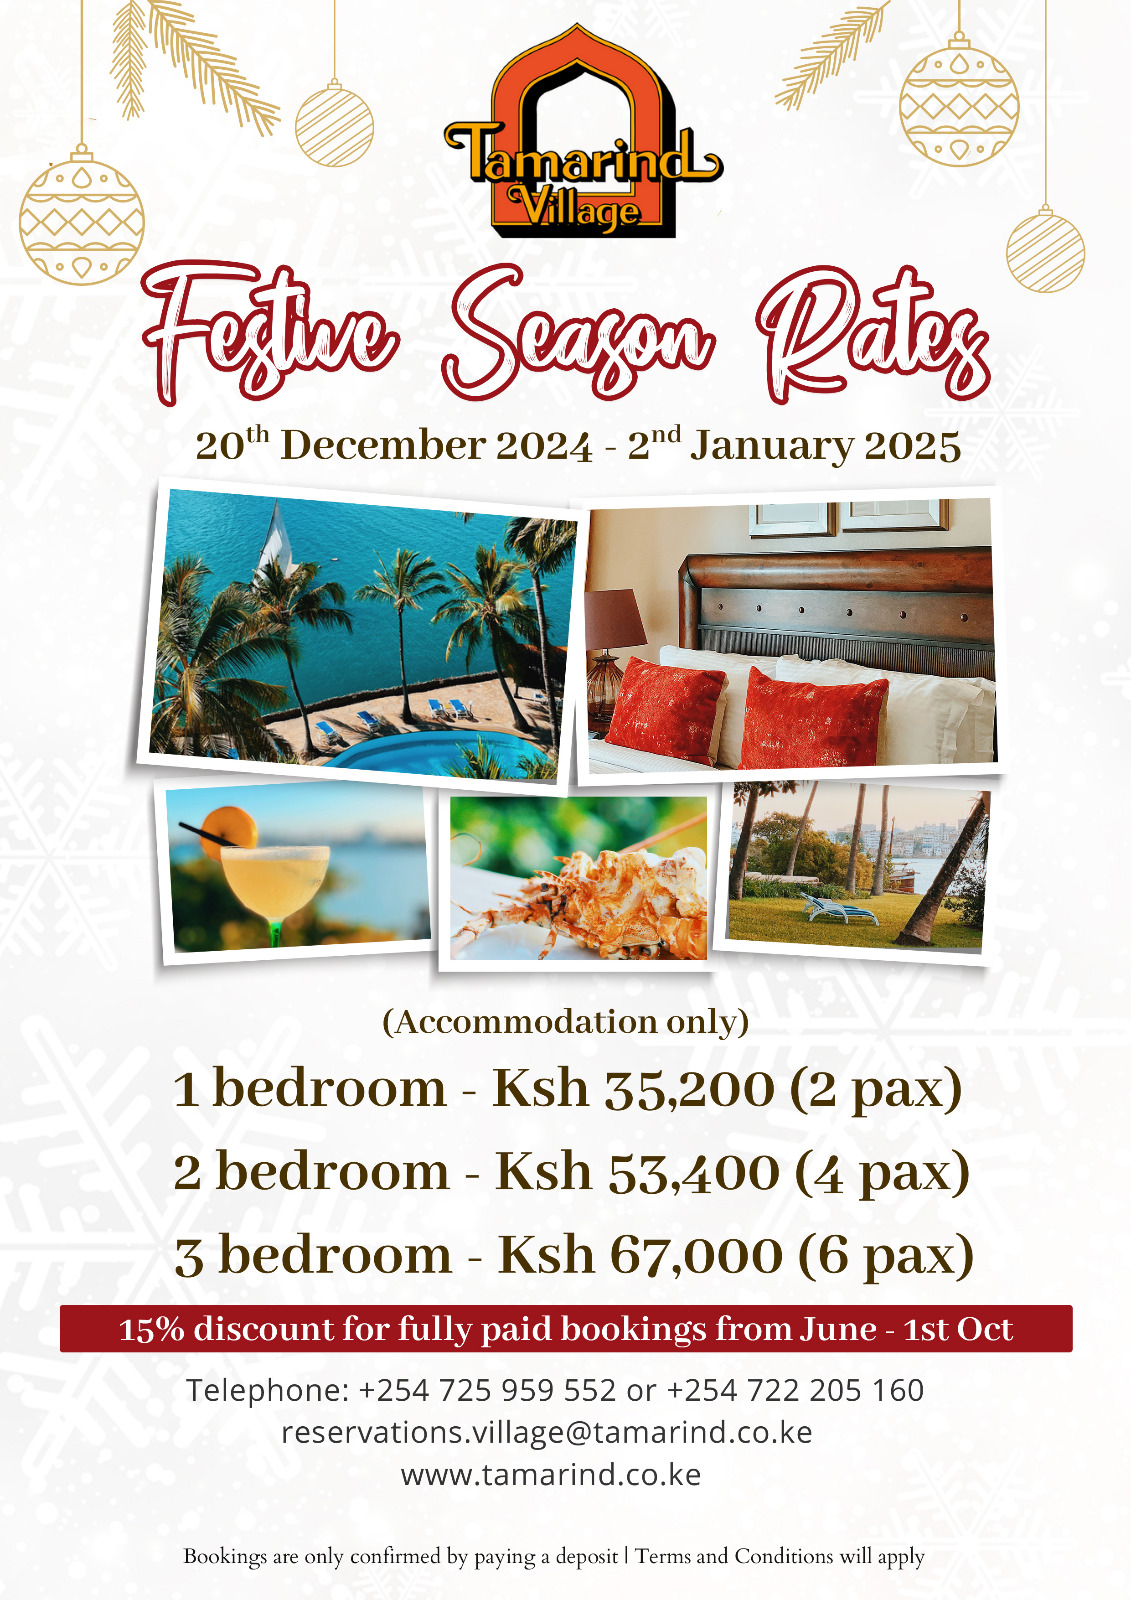 Tamarind
Village
Festive Season Rates
20th December 2024 - 2nd January 2025
(Accommodation only)
1 bedroom - Ksh 35,200 (2 pax)
2 bedroom - Ksh 53,400 (4 pax)
3 bedroom - Ksh 67,000 (6 pax)
15% discount for fully paid bookings from June - 1st Oct
Telephone: +254 725 959 552 or +254 722 205 160
reservations.village@tamarind.co.ke
www.tamarind.co.ke
Bookings are only confirmed by paying a deposit | Terms and Conditions will apply